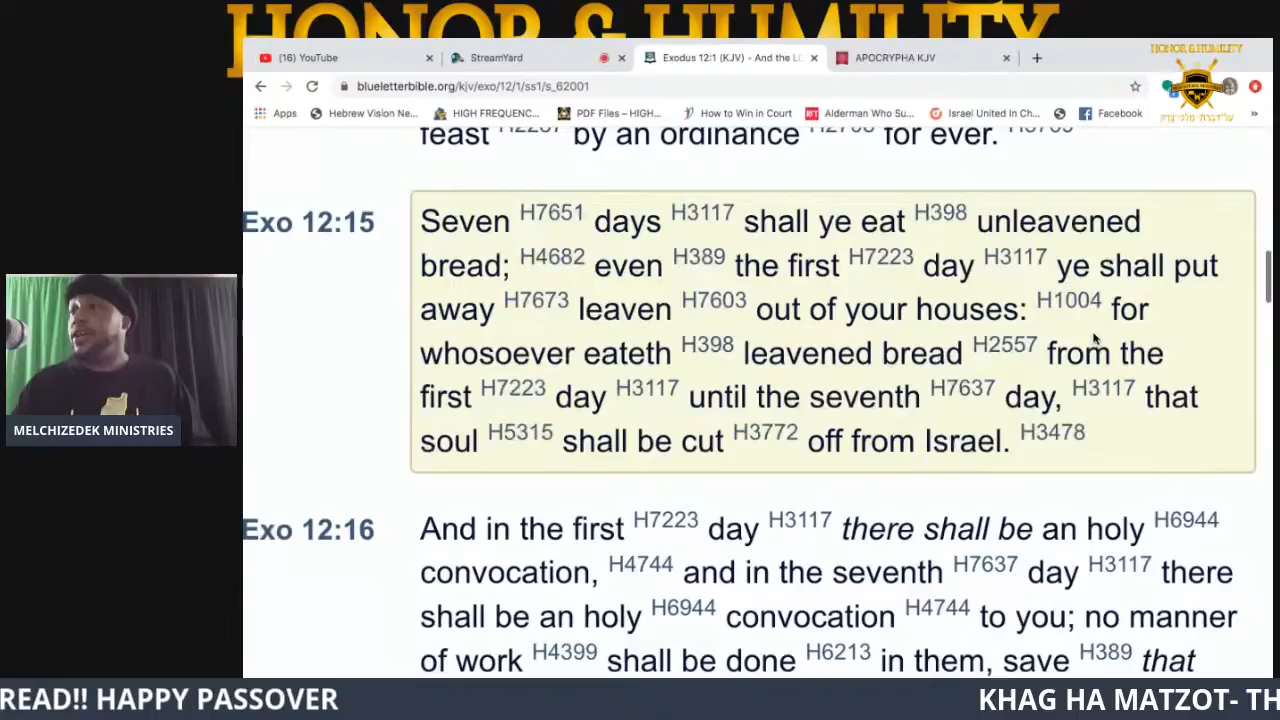 HONOR & HUMILITY
(16) YouTube
StreamYard
Exodus 12:1 (KJV) - And the L
APOCRYPHA KJV
HONOR & HUMILITY
blueletterbible.org/kjv/exo/12/1/ss1/s_62001
Apps
Hebrew Vision Ne...
HIGH FREQUENC...
PDF Files – HIGH...
How to Win in Court
RFT Alderman Who Se...
Israel United In Ch...
Facebook
»
feast H2287 by an ordinance H2708 for ever. H5769
Exo 12:15
Seven H7651 days H3117 shall ye eat H398 unleavened
bread; H4682 even H389 the first H7223 day H3117 ye shall put
away H7673 leaven H7603 out of your houses: H1004 for
whosoever eateth H398 leavened bread H2557 from the
first H7223 day H3117 until the seventh H7637 day, H3117 that
soul H5315 shall be cut H3772 off from Israel. H3478
MELCHIZEDEK MINISTRIES
Exo 12:16
And in the first H7223 day H3117 there shall be an holy H6944
convocation, H4744 and in the seventh H7637 day H3117 there
shall be an holy H6944 convocation H4744 to you; no manner
of work H4399 shall be done H6213 in them, save H389 that
READ!! HAPPY PASSOVER
KHAG HA MATZOT- TH